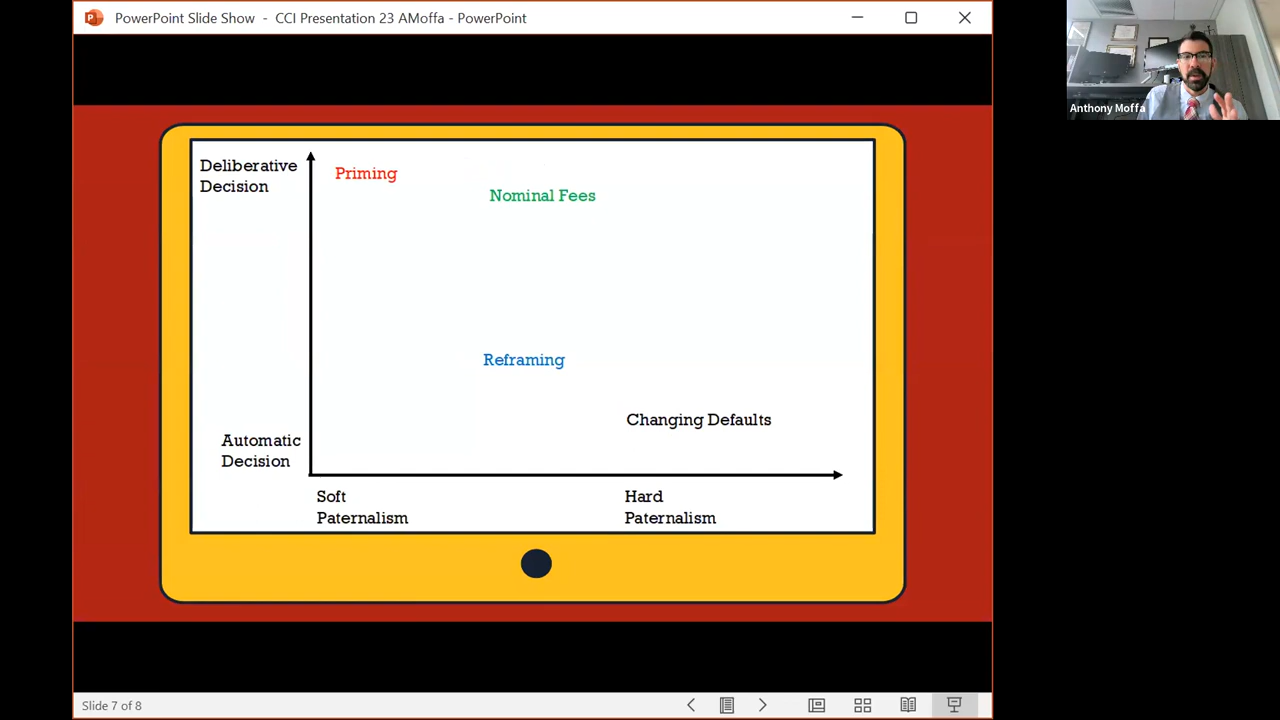 PowerPoint Slide Show - CCI Presentation 23 AMoffa - PowerPoint
Anthony Moffa
Deliberative
Decision
Priming
Nominal Fees
Reframing
Changing Defaults
Automatic
Decision
Soft
Paternalism
Hard
Paternalism
Slide 7 of 8